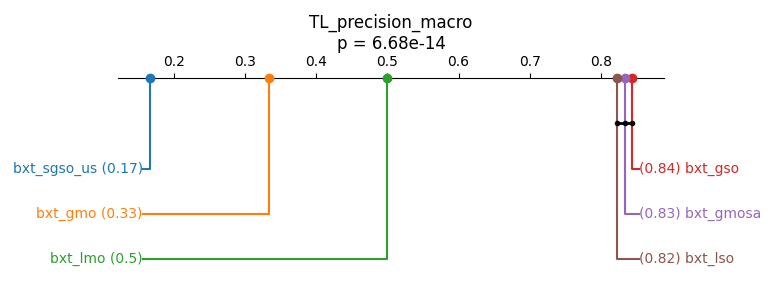 TL_precision_macro
p = 6.68e-14
0.2 0.3 0.4 0.5 0.6 0.7 0.8
bxt_sgso_us (0.17)
(0.84) bxt_gso
bxt_gmo (0.33)
(0.83) bxt_gmosa
bxt_lmo (0.5)
(0.82) bxt_lso